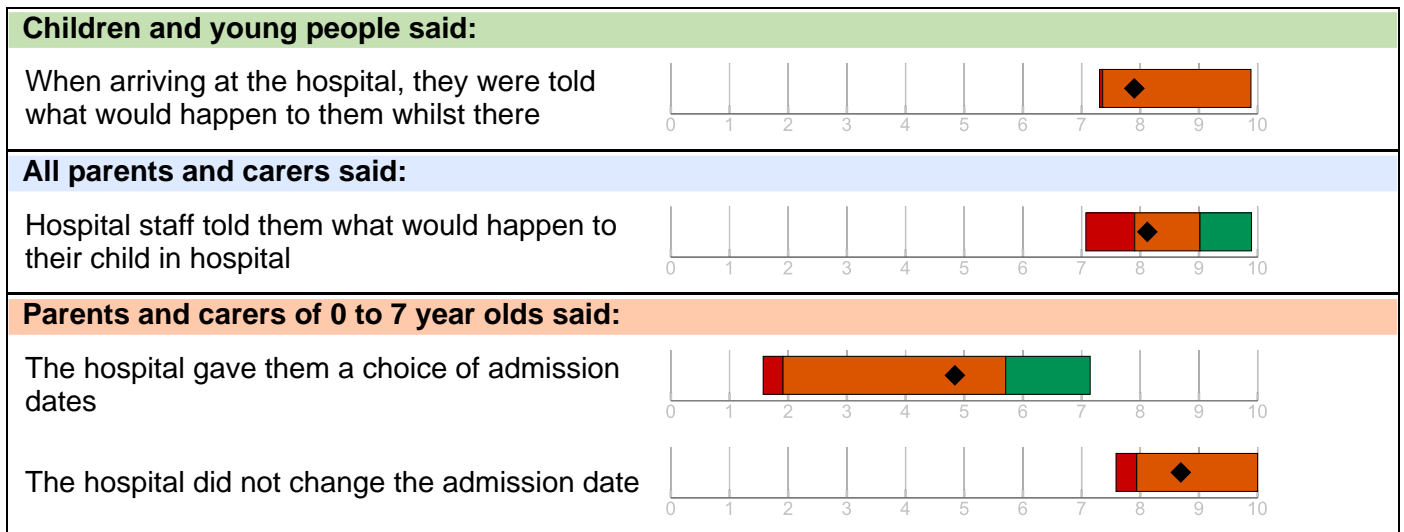 Children and young people said:
When arriving at the hospital, they were told
what would happen to them whilst there
0 1 2 3 4 5 6 7 8 9 10
All parents and carers said:
Hospital staff told them what would happen to
their child in hospital
0 1 2 3 4 5 6 7 8 9 10
Parents and carers of 0 to 7 year olds said:
The hospital gave them a choice of admission
dates
0 1 2 3 4 5 6 7 8 9 10
The hospital did not change the admission date
0 1 2 3 4 5 6 7 8 9 10